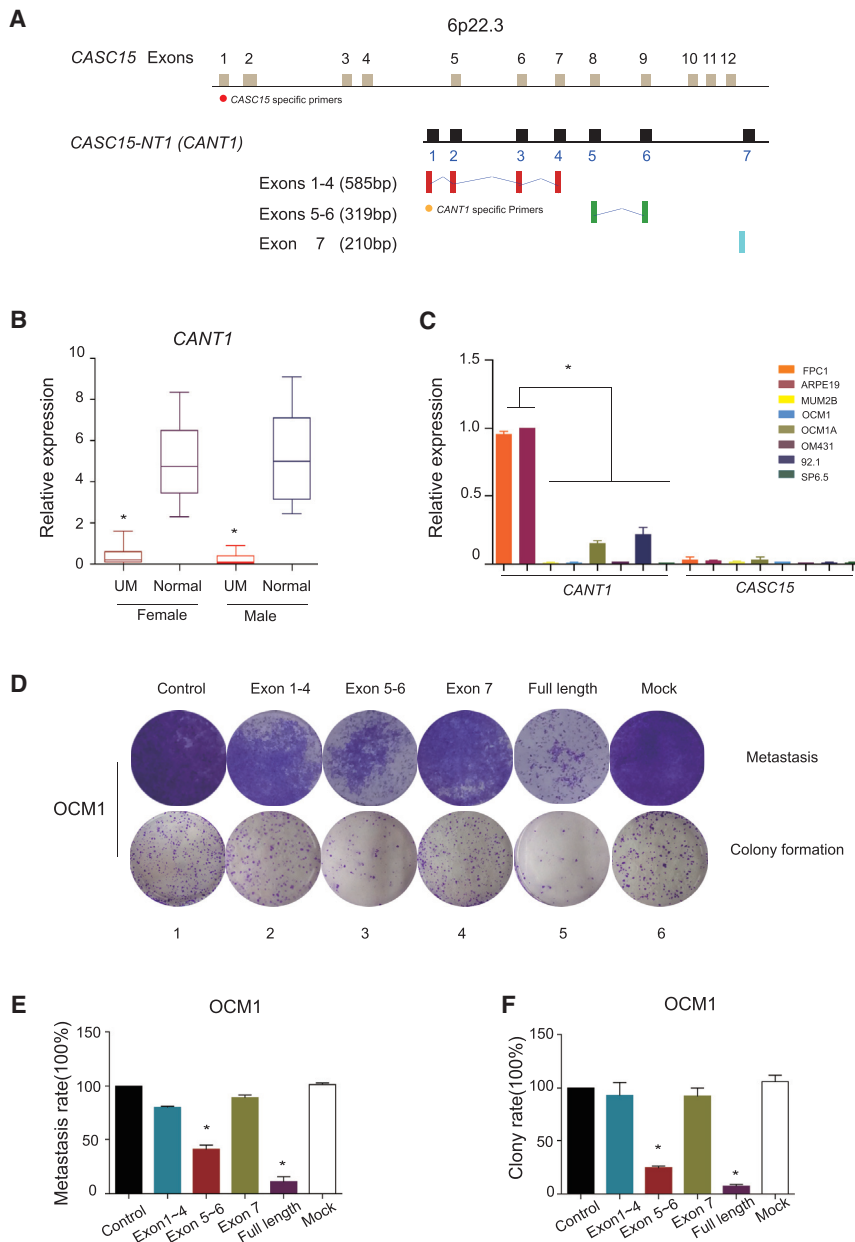 A
6p22.3
CASC15 Exons 1 2 3 4 5 6 7 8 9 10 11 12
CASC15 specific primers
CASC15-NT1 (CANT1)
1 2 3 4 5 6 7
Exons 1-4 (585bp)
Exons 5-6 (319bp)
CANT1 specific Primers
Exon 7 (210bp)
B
CANT1
Relative expression
10
8
6
4
2
0
*
*
UM Normal UM Normal
Female Male
C
Relative expression
1.5
1.0
0.5
0
*
FPC1
ARPE19
MUM2B
OCM1
OCM1A
OM431
92.1
SP6.5
CANT1 CASC15
D
Control Exon 1-4 Exon 5-6 Exon 7 Full length Mock
OCM1
Metastasis
Colony formation
1 2 3 4 5 6
E
OCM1
Metastasis rate(100%)
150
100
50
0
*
*
Control Exon1~4 Exon 5~6 Exon 7 Full length Mock
F
OCM1
Clony rate(100%)
150
100
50
0
*
*
Control Exon1~4 Exon 5~6 Exon 7 Full length Mock